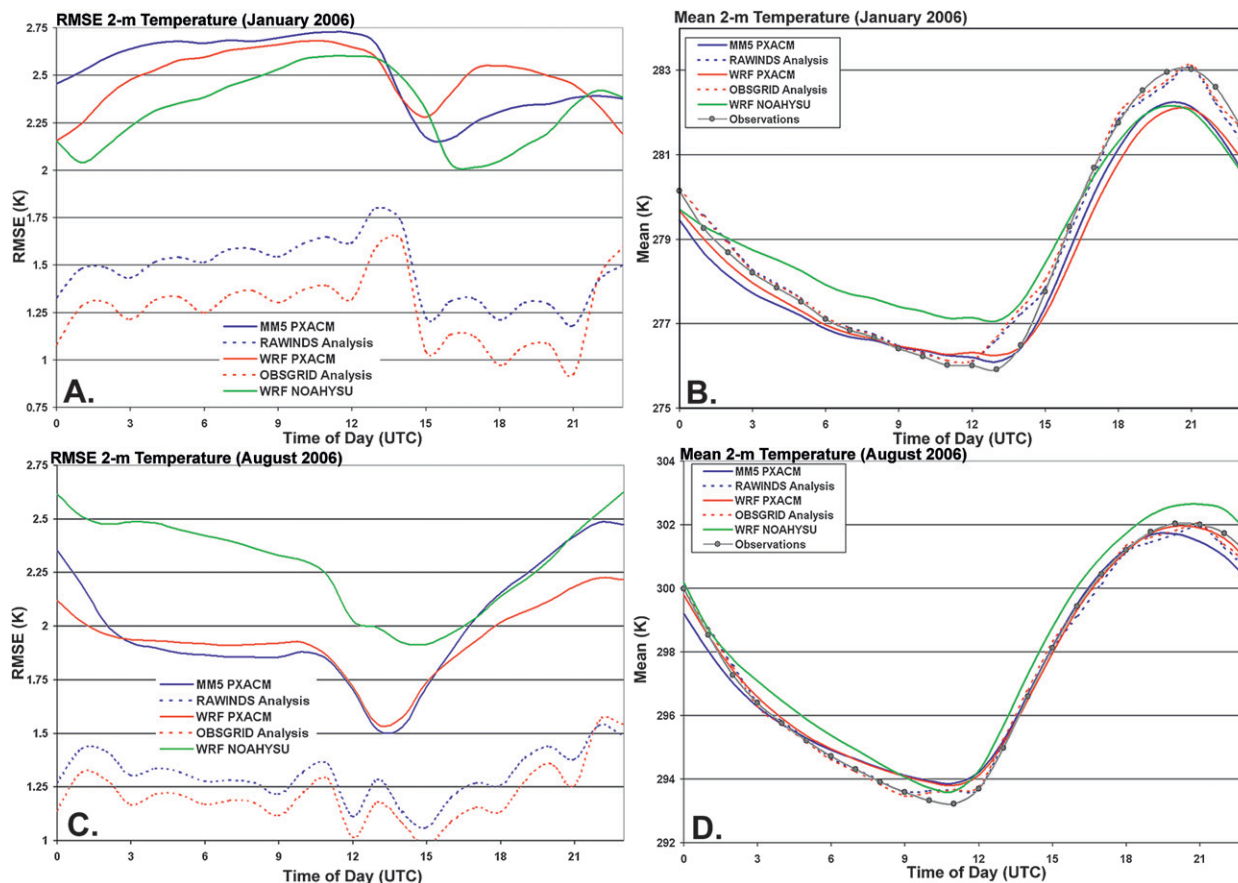 RMSE 2-m Temperature (January 2006)
2.75
2.5
2.25
2
1.75
1.5
1.25
1
0.75
RMSE (K)
MM5 PXACM
RAWINDS Analysis
WRF PXACM
OBSGRID Analysis
WRF NOAHYSU
A.
0 3 6 9 12 15 18 21
Time of Day (UTC)
Mean 2-m Temperature (January 2006)
283
281
279
277
275
Mean (K)
MM5 PXACM
RAWINDS Analysis
WRF PXACM
OBSGRID Analysis
WRF NOAHYSU
Observations
B.
0 3 6 9 12 15 18 21
Time of Day (UTC)
RMSE 2-m Temperature (August 2006)
2.75
2.5
2.25
2
1.75
1.5
1.25
1
RMSE (K)
MM5 PXACM
RAWINDS Analysis
WRF PXACM
OBSGRID Analysis
WRF NOAHYSU
C.
0 3 6 9 12 15 18 21
Time of Day (UTC)
Mean 2-m Temperature (August 2006)
304
302
300
298
296
294
292
Mean (K)
MM5 PXACM
RAWINDS Analysis
WRF PXACM
OBSGRID Analysis
WRF NOAHYSU
Observations
D.
0 3 6 9 12 15 18 21
Time of Day (UTC)